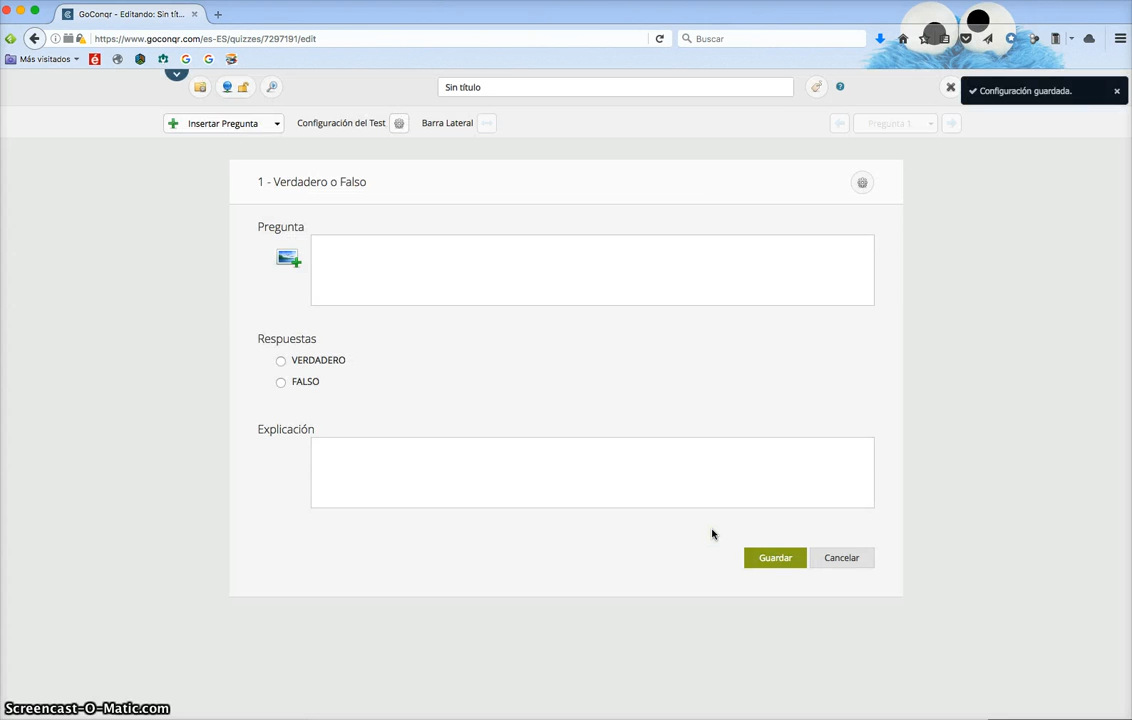 GoConqr - Editando: Sin tít...
https://www.goconqr.com/es-ES/quizzes/7297191/edit
Buscar
Más visitados
Sin título
Configuración guardada.
Insertar Pregunta
Configuración del Test
Barra Lateral
Pregunta 1
1 - Verdadero o Falso
Pregunta
Respuestas
VERDADERO
FALSO
Explicación
Guardar
Cancelar
Screencast-O-Matic.com